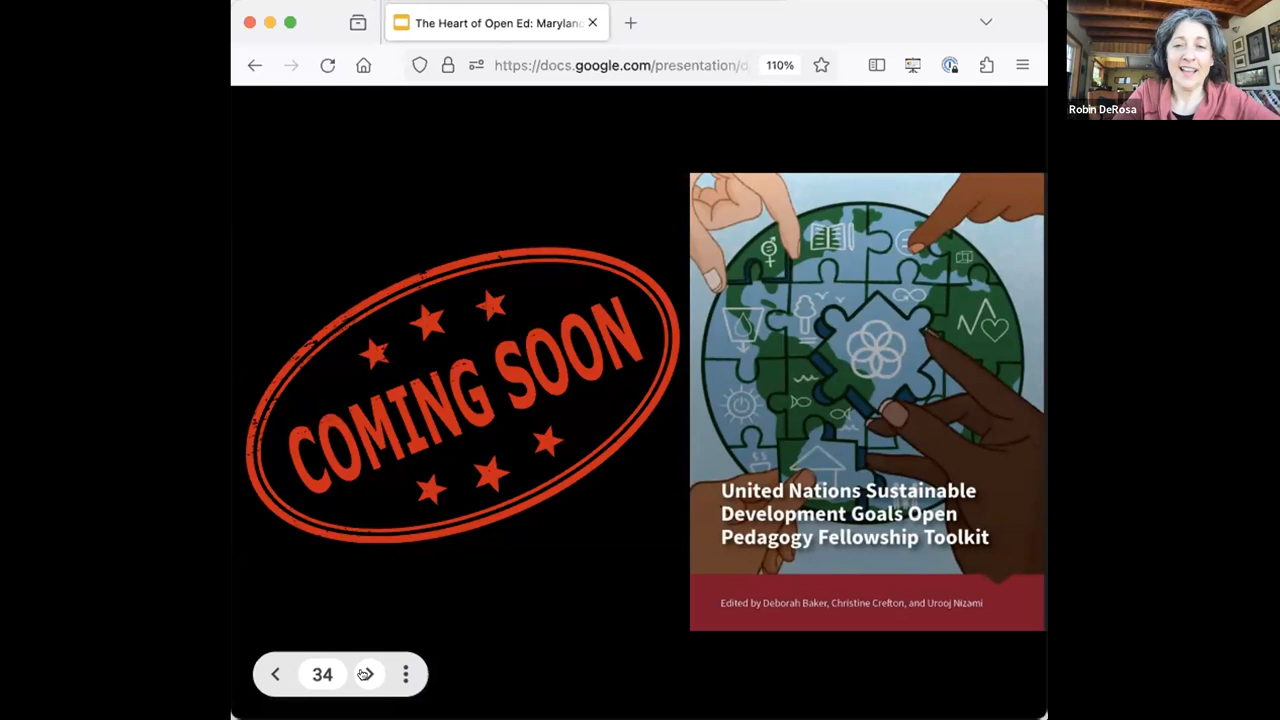 The Heart of Open Ed: Marylan
https://docs.google.com/presentation/d
110%
Robin DeRosa
COMING SOON
United Nations Sustainable
Development Goals Open
Pedagogy Fellowship Toolkit
Edited by Deborah Baker, Christine Crefton, and Urooj Nizami
34